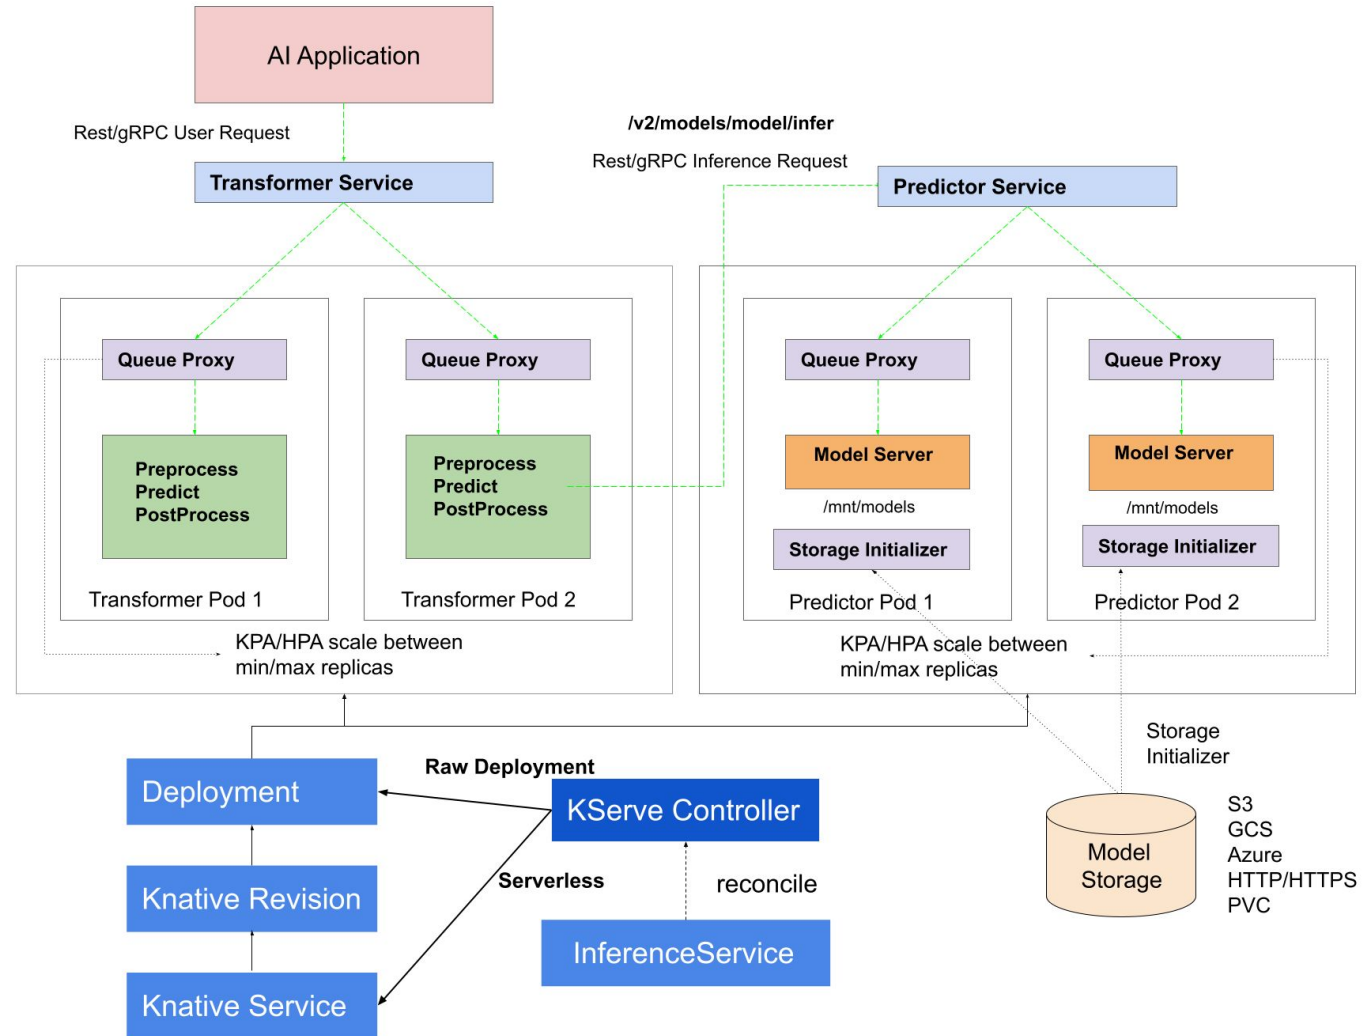 AI Application
Rest/gRPC User Request
/v2/models/model/infer
Rest/gRPC Inference Request
Transformer Service
Predictor Service
Queue Proxy
Queue Proxy
Queue Proxy
Queue Proxy
Preprocess
Predict
PostProcess
Preprocess
Predict
PostProcess
Model Server
Model Server
/mnt/models
/mnt/models
Storage Initializer
Storage Initializer
Transformer Pod 1
Transformer Pod 2
Predictor Pod 1
Predictor Pod 2
KPA/HPA scale between
min/max replicas
KPA/HPA scale between
min/max replicas
Storage
Initializer
Raw Deployment
Deployment
KServe Controller
S3
GCS
Azure
HTTP/HTTPS
PVC
Model
Storage
Knative Revision
Serverless
reconcile
InferenceService
Knative Service